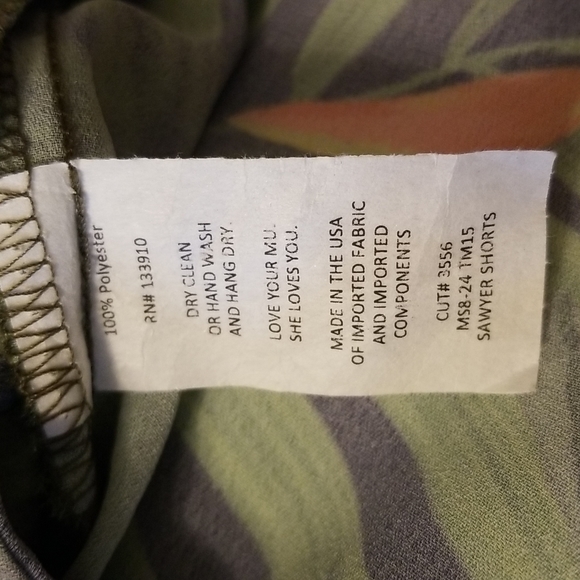 100% Polyester
RN# 133910
DRY CLEAN
OR HAND WASH
AND HANG DRY.
LOVE YOUR MU.
SHE LOVES YOU.
MADE IN THE USA
OF IMPORTED FABRIC
AND IMPORTED
COMPONENTS
CUT# 3556
MS8-24 TM15
SAWYER SHORTS